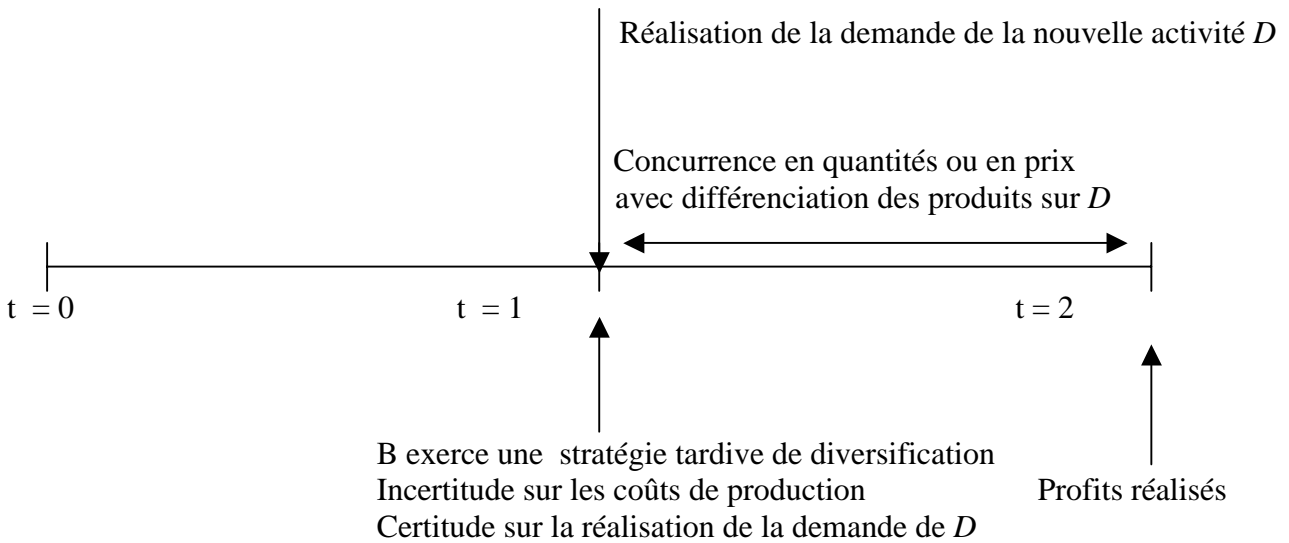 Réalisation de la demande de la nouvelle activité D
Concurrence en quantités ou en prix
avec différenciation des produits sur D
t = 0
t = 1
t = 2
B exerce une stratégie tardive de diversification
Incertitude sur les coûts de production
Certitude sur la réalisation de la demande de D
Profits réalisés